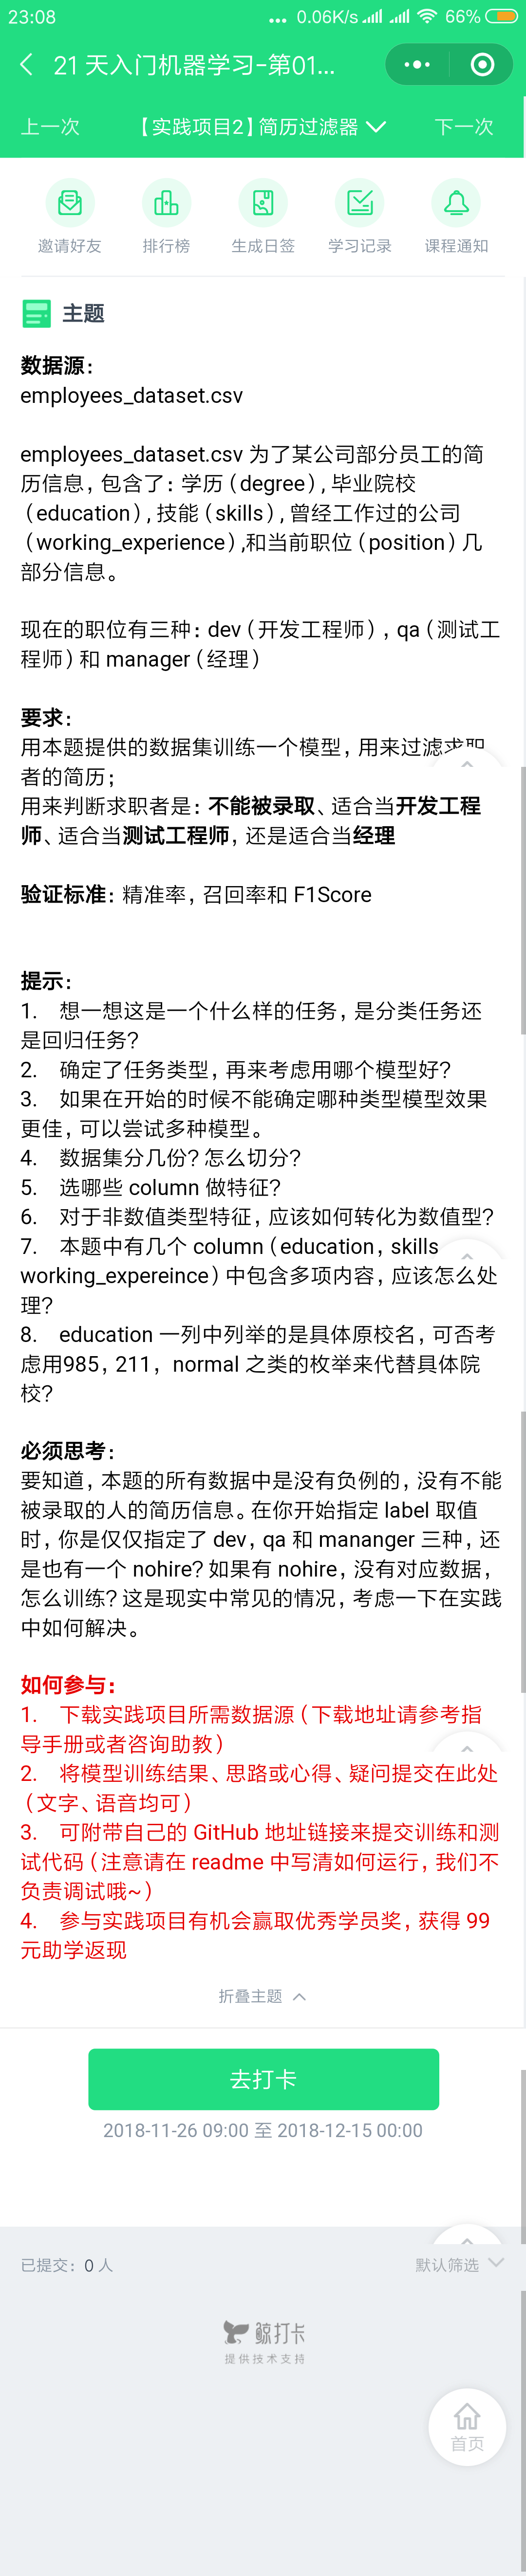 23:08
... 0.06K/s 66%
21 天入门机器学习-第01...
上一次 【实践项目2】简历过滤器 下一次
邀请好友 排行榜 生成日签 学习记录 课程通知
主题
数据源：
employees_dataset.csv
employees_dataset.csv 为了某公司部分员工的简
历信息，包含了：学历（degree）, 毕业院校
（education）, 技能（skills）, 曾经工作过的公司
（working_experience）,和当前职位（position）几
部分信息。
现在的职位有三种：dev（开发工程师），qa（测试工
程师）和 manager（经理）
要求：
用本题提供的数据集训练一个模型，用来过滤求职
者的简历；
用来判断求职者是：不能被录取、适合当开发工程
师、适合当测试工程师，还是适合当经理
验证标准：精准率，召回率和 F1Score
提示：
1. 想一想这是一个什么样的任务，是分类任务还
是回归任务？
2. 确定了任务类型，再来考虑用哪个模型好？
3. 如果在开始的时候不能确定哪种类型模型效果
更佳，可以尝试多种模型。
4. 数据集分几份？怎么切分？
5. 选哪些 column 做特征？
6. 对于非数值类型特征，应该如何转化为数值型？
7. 本题中有几个 column（education，skills
working_expereince）中包含多项内容，应该怎么处
理？
8. education 一列中列举的是具体原校名，可否考
虑用985，211，normal 之类的枚举来代替具体院
校？
必须思考：
要知道，本题的所有数据中是没有负例的，没有不能
被录取的人的简历信息。在你开始指定 label 取值
时，你是仅仅指定了 dev，qa 和 mananger 三种，还
是也有一个 nohire？如果有 nohire，没有对应数据，
怎么训练？这是现实中常见的情况，考虑一下在实践
中如何解决。
如何参与：
1. 下载实践项目所需数据源（下载地址请参考指
导手册或者咨询助教）
2. 将模型训练结果、思路或心得、疑问提交在此处
（文字、语音均可）
3. 可附带自己的 GitHub 地址链接来提交训练和测
试代码（注意请在 readme 中写清如何运行，我们不
负责调试哦~）
4. 参与实践项目有机会赢取优秀学员奖，获得 99
元助学返现
折叠主题
去打卡
2018-11-26 09:00 至 2018-12-15 00:00
已提交：0 人 默认筛选
鲸打卡
提供技术支持
首页